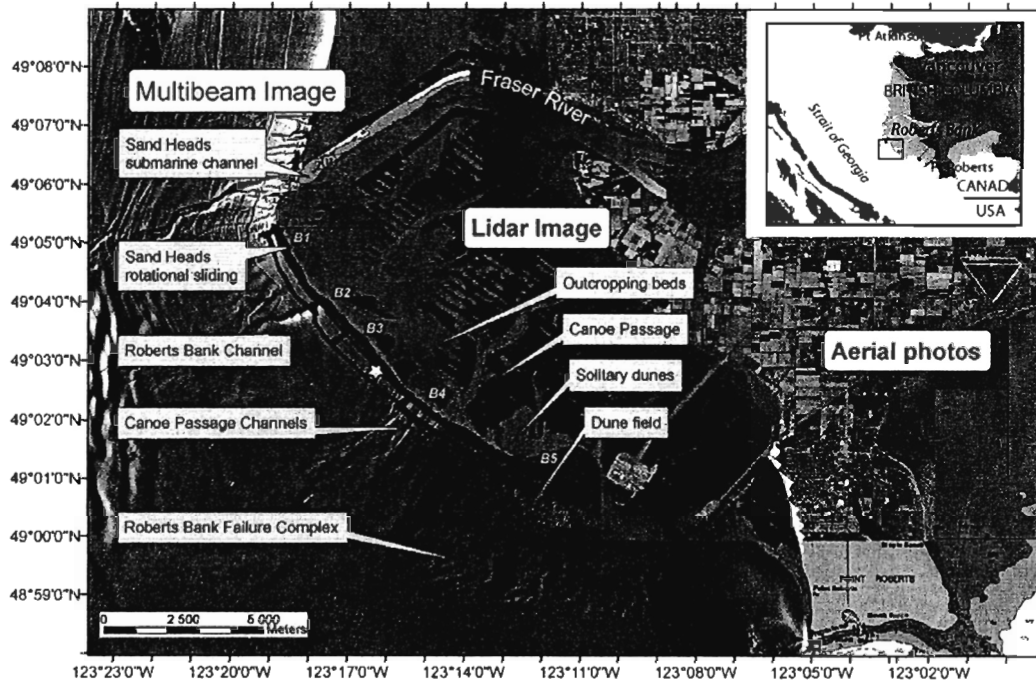 49°08'0"N
49°07'0"N
49°06'0"N
49°05'0"N
49°04'0"N
49°03'0"N
49°02'0"N
49°01'0"N
49°00'0"N
48°59'0"N
Multibeam Image
Sand Heads
submarine channel
Sand Heads
rotational sliding
Roberts Bank Channel
Canoe Passage Channels
Roberts Bank Failure Complex
0 2 500 5 000
Meters
Fraser River
Lidar Image
B1
B2
B3
B4
B5
Outcropping beds
Canoe Passage
Solitary dunes
Dune field
Aerial photos
Pt Atkinson
Vancouver
BRITISH COLUMBIA
Strait of Georgia
Roberts Bank
Roberts
CANADA
USA
POINT ROBERTS
123°23'0"W 123°20'0"W 123°17'0"W 123°14'0"W 123°11'0"W 123°08'0"W 123°05'0"W 123°02'0"W